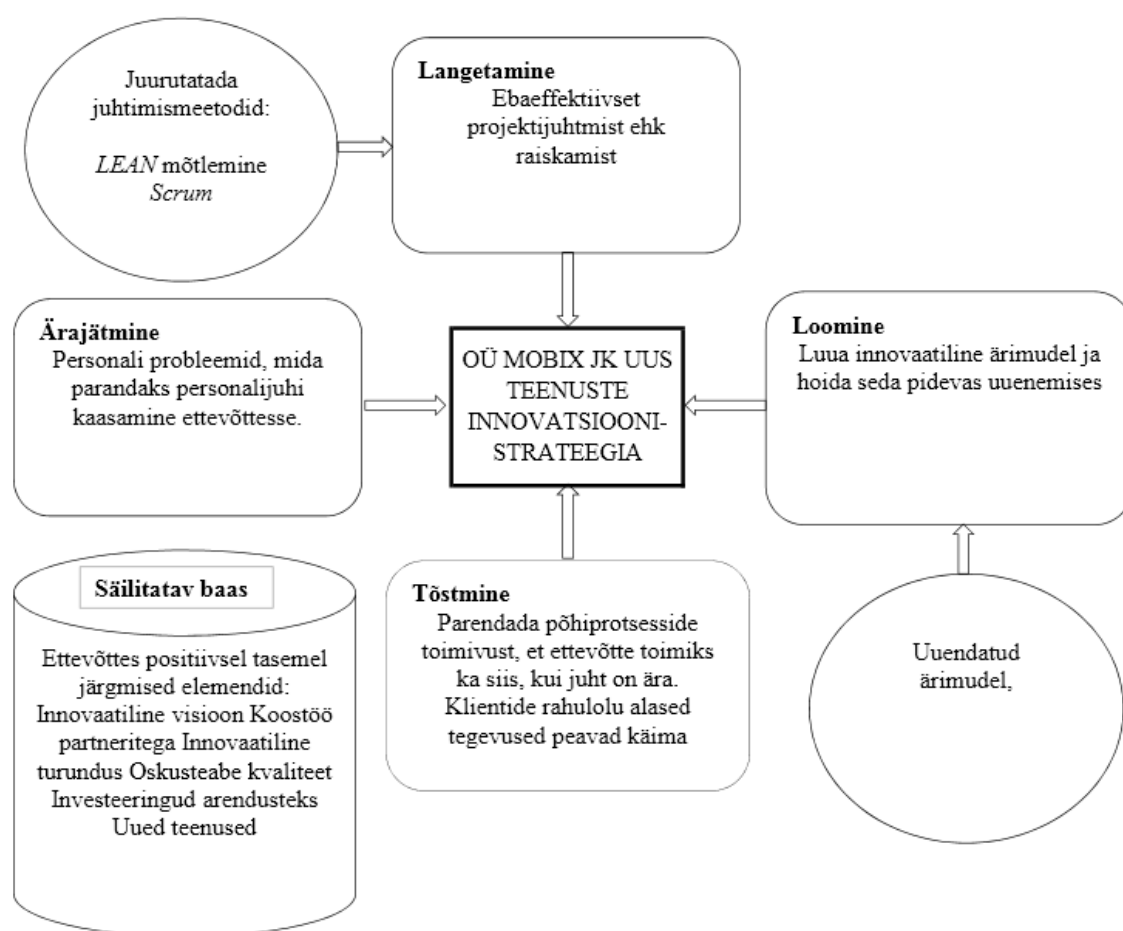 Juurutatada
juhtimismeetodid:
LEAN mõtlemine
Scrum
Langetamine
Ebaeffektiivset
projektijuhtmist ehk
raiskamist
Ärajätmine
Personali probleemid, mida
parandaks personalijuhi
kaasamine ettevõttesse.
OÜ MOBIX JK UUS
TEENUSTE
INNOVATSIOONI-
STRATEEGIA
Loomine
Luua innovaatiline ärimudel ja
hoida seda pidevas uuenemises
Säilitatav baas
Ettevõttes positiivsel tasemel
järgmised elemendid:
Innovaatiline visioon Koostöö
partneritega Innovaatiline
turundus Oskusteabe kvaliteet
Investeeringud arendusteks
Uued teenused
Tõstmine
Parendada põhiprotsesside
toimivust, et ettevõtte toimiks
ka siis, kui juht on ära.
Klientide rahulolu alased
tegevused peavad käima
Uuendatud
ärimudel,